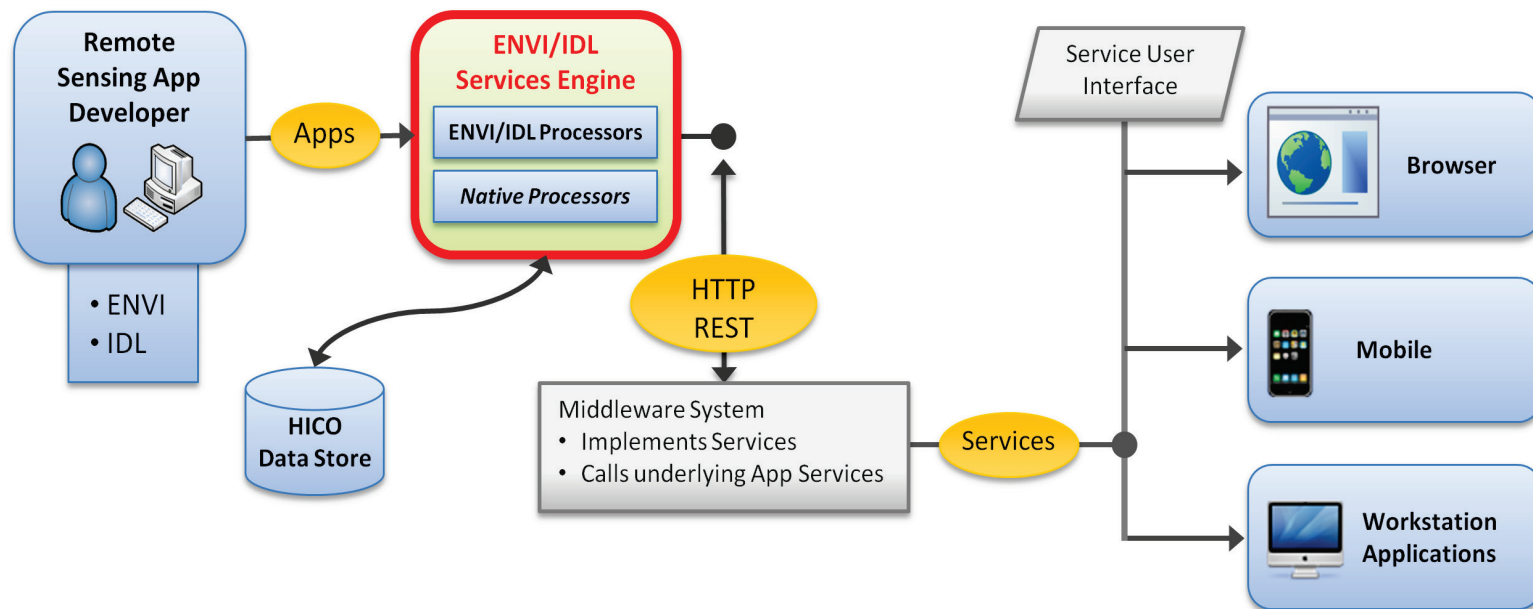 Remote
Sensing App
Developer
• ENVI
• IDL
Apps
ENVI/IDL
Services Engine
ENVI/IDL Processors
Native Processors
HICO
Data Store
HTTP
REST
Middleware System
• Implements Services
• Calls underlying App Services
Services
Service User
Interface
Browser
Mobile
Workstation
Applications